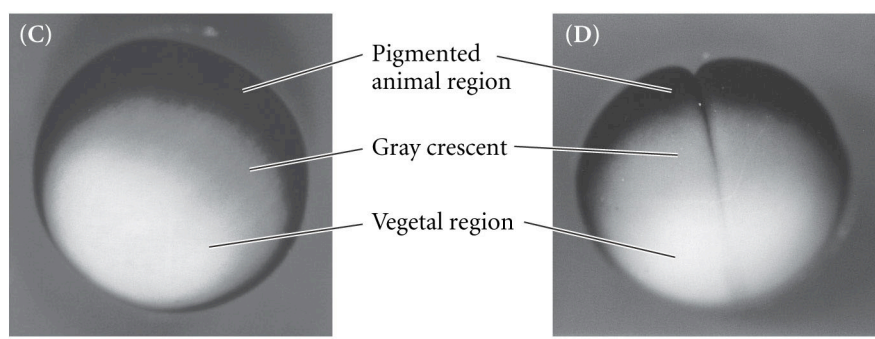 (C)
Pigmented
animal region
Gray crescent
Vegetal region
(D)